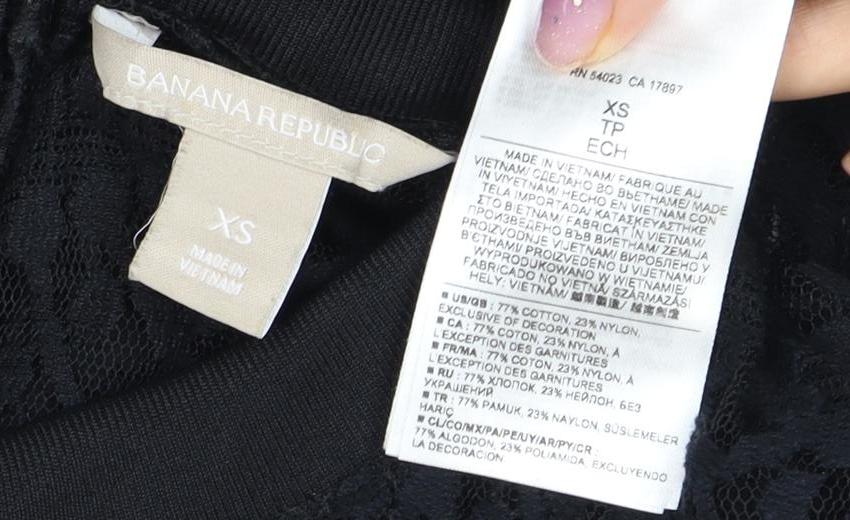 BANANA REPUBLIC
XS
MADE IN
VIETNAM
RN 54023 CA 17897
XS
TP
ECH
MADE IN VIETNAM/ FABRIQUE AU
VIETNAM/ СДЕЛАНО ВО ВЬЕТНАМЕ/ MADE
IN VIYETNAM/ HECHO EN VIETNAM CON
TELA IMPORTADA/ ΚΑΤΑΣΚΕΥΑΣΤΗΚΕ
ΣΤΟ ΒΙΕΤΝΑΜ/ FABRICAT ÎN VIETNAM/
ПРОИЗВЕДЕНО ВЪВ ВИЕТНАМ/ ZEMLJA
PROIZVODNJE VIJETNAM/ ВИРОБЛЕНО У
В'ЄТНАМІ/ PROIZVEDENO U VIJETNAMU/
WYPRODUKOWANO W WIETNAMIE/
FABRICADO NO VIETNÃ/ SZÁRMAZÁSI
HELY: VIETNÁM/
■ US/GB : 77% COTTON, 23% NYLON,
EXCLUSIVE OF DECORATION
■ CA : 77% COTON, 23% NYLON, À
L'EXCEPTION DES GARNITURES
■ FR/MA : 77% COTON, 23% NYLON, À
L'EXCEPTION DES GARNITURES
■ RU : 77% ХЛОПОК, 23% НЕЙЛОН, БЕЗ
УКРАШЕНИЙ
■ TR : 77% PAMUK, 23% NAYLON, SÜSLEMELER
HARİÇ
■ CL/CO/MX/PA/PE/UY/AR/PY/CR :
77% ALGODON, 23% POLIAMIDA, EXCLUYENDO
LA DECORACION